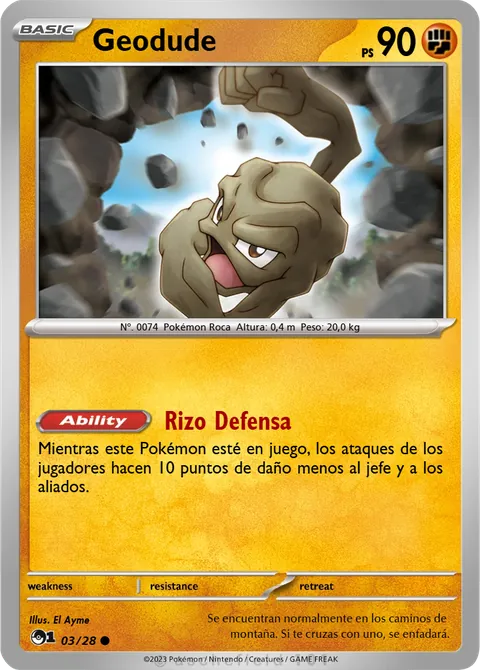 BASIC
Geodude
PS 90
Nº. 0074 Pokémon Roca Altura: 0,4 m Peso: 20,0 kg
Ability Rizo Defensa
Mientras este Pokémon esté en juego, los ataques de los
jugadores hacen 10 puntos de daño menos al jefe y a los
aliados.
weakness resistance retreat
Illus. El Ayme
Se encuentran normalmente en los caminos de
montaña. Si te cruzas con uno, se enfadará.
1 03/28
©2023 Pokémon / Nintendo / Creatures / GAME FREAK